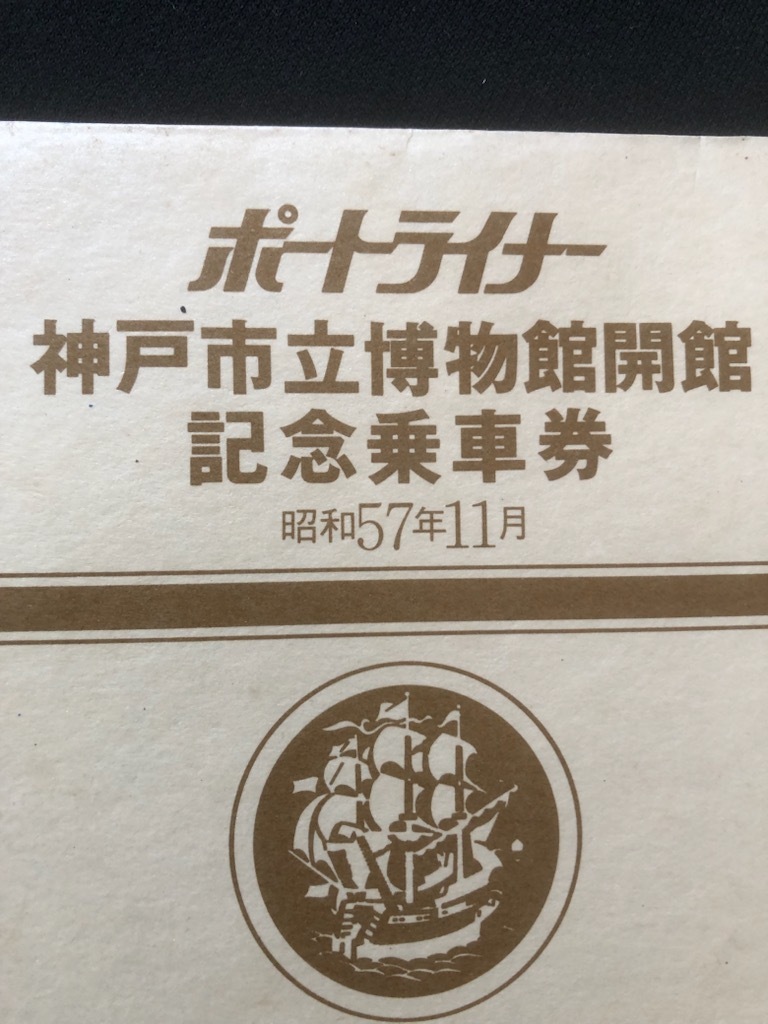 ポートライナー
神戸市立博物館開館
記念乗車券
昭和57年11月